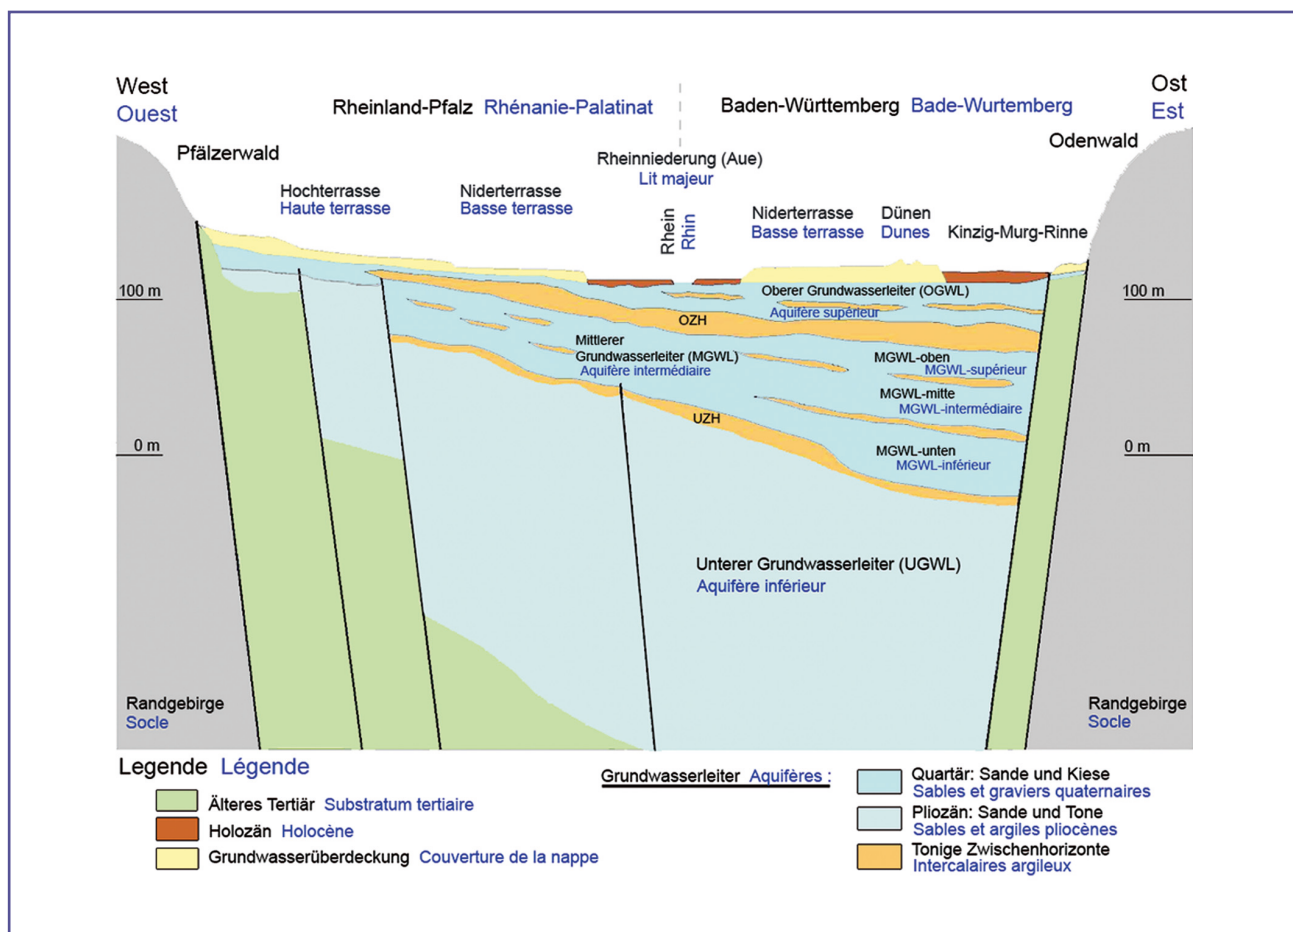 West
Ouest
Rheinland-Pfalz Rhénanie-Palatinat
Baden-Württemberg Bade-Wurtemberg
Ost
Est
Pfälzerwald
Odenwald
Rheinniederung (Aue)
Lit majeur
Hochterrasse
Haute terrasse
Niderterrasse
Basse terrasse
Rhein
Rhin
Niderterrasse
Basse terrasse
Dünen
Dunes
Kinzig-Murg-Rinne
100 m
100 m
Oberer Grundwasserleiter (OGWL)
Aquifère supérieur
OZH
Mittlerer
Grundwasserleiter (MGWL)
Aquifère intermédiaire
MGWL-oben
MGWL-supérieur
MGWL-mitte
MGWL-intermédiaire
UZH
MGWL-unten
MGWL-inférieur
0 m
0 m
Unterer Grundwasserleiter (UGWL)
Aquifère inférieur
Randgebirge
Socle
Randgebirge
Socle
Legende Légende
Älteres Tertiär Substratum tertiaire
Holozän Holocène
Grundwasserüberdeckung Couverture de la nappe
Grundwasserleiter Aquifères :
Quartär: Sande und Kiese
Sables et graviers quaternaires
Pliozän: Sande und Tone
Sables et argiles pliocènes
Tonige Zwischenhorizonte
Intercalaires argileux